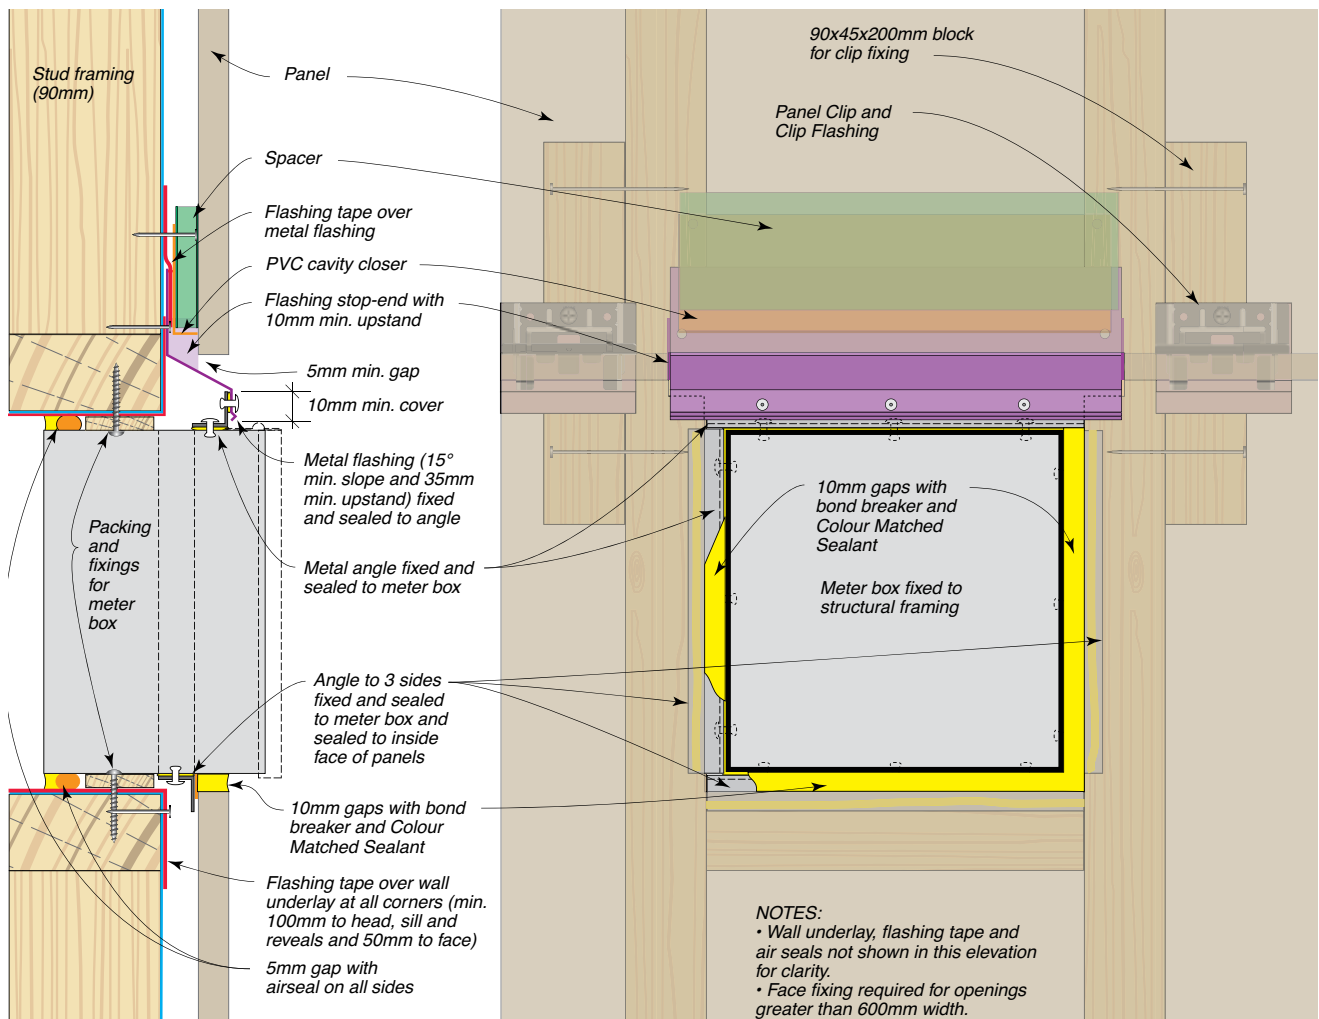 Stud framing
(90mm)
Panel
Spacer
Flashing tape over
metal flashing
PVC cavity closer
Flashing stop-end with
10mm min. upstand
5mm min. gap
10mm min. cover
Metal flashing (15°
min. slope and 35mm
min. upstand) fixed
and sealed to angle
Packing
and
fixings
for
meter
box
Metal angle fixed and
sealed to meter box
Angle to 3 sides
fixed and sealed
to meter box and
sealed to inside
face of panels
10mm gaps with bond
breaker and Colour
Matched Sealant
Flashing tape over wall
underlay at all corners (min.
100mm to head, sill and
reveals and 50mm to face)
5mm gap with
airseal on all sides
90x45x200mm block
for clip fixing
Panel Clip and
Clip Flashing
10mm gaps with
bond breaker and
Colour Matched
Sealant
Meter box fixed to
structural framing
NOTES:
• Wall underlay, flashing tape and
air seals not shown in this elevation
for clarity.
• Face fixing required for openings
greater than 600mm width.